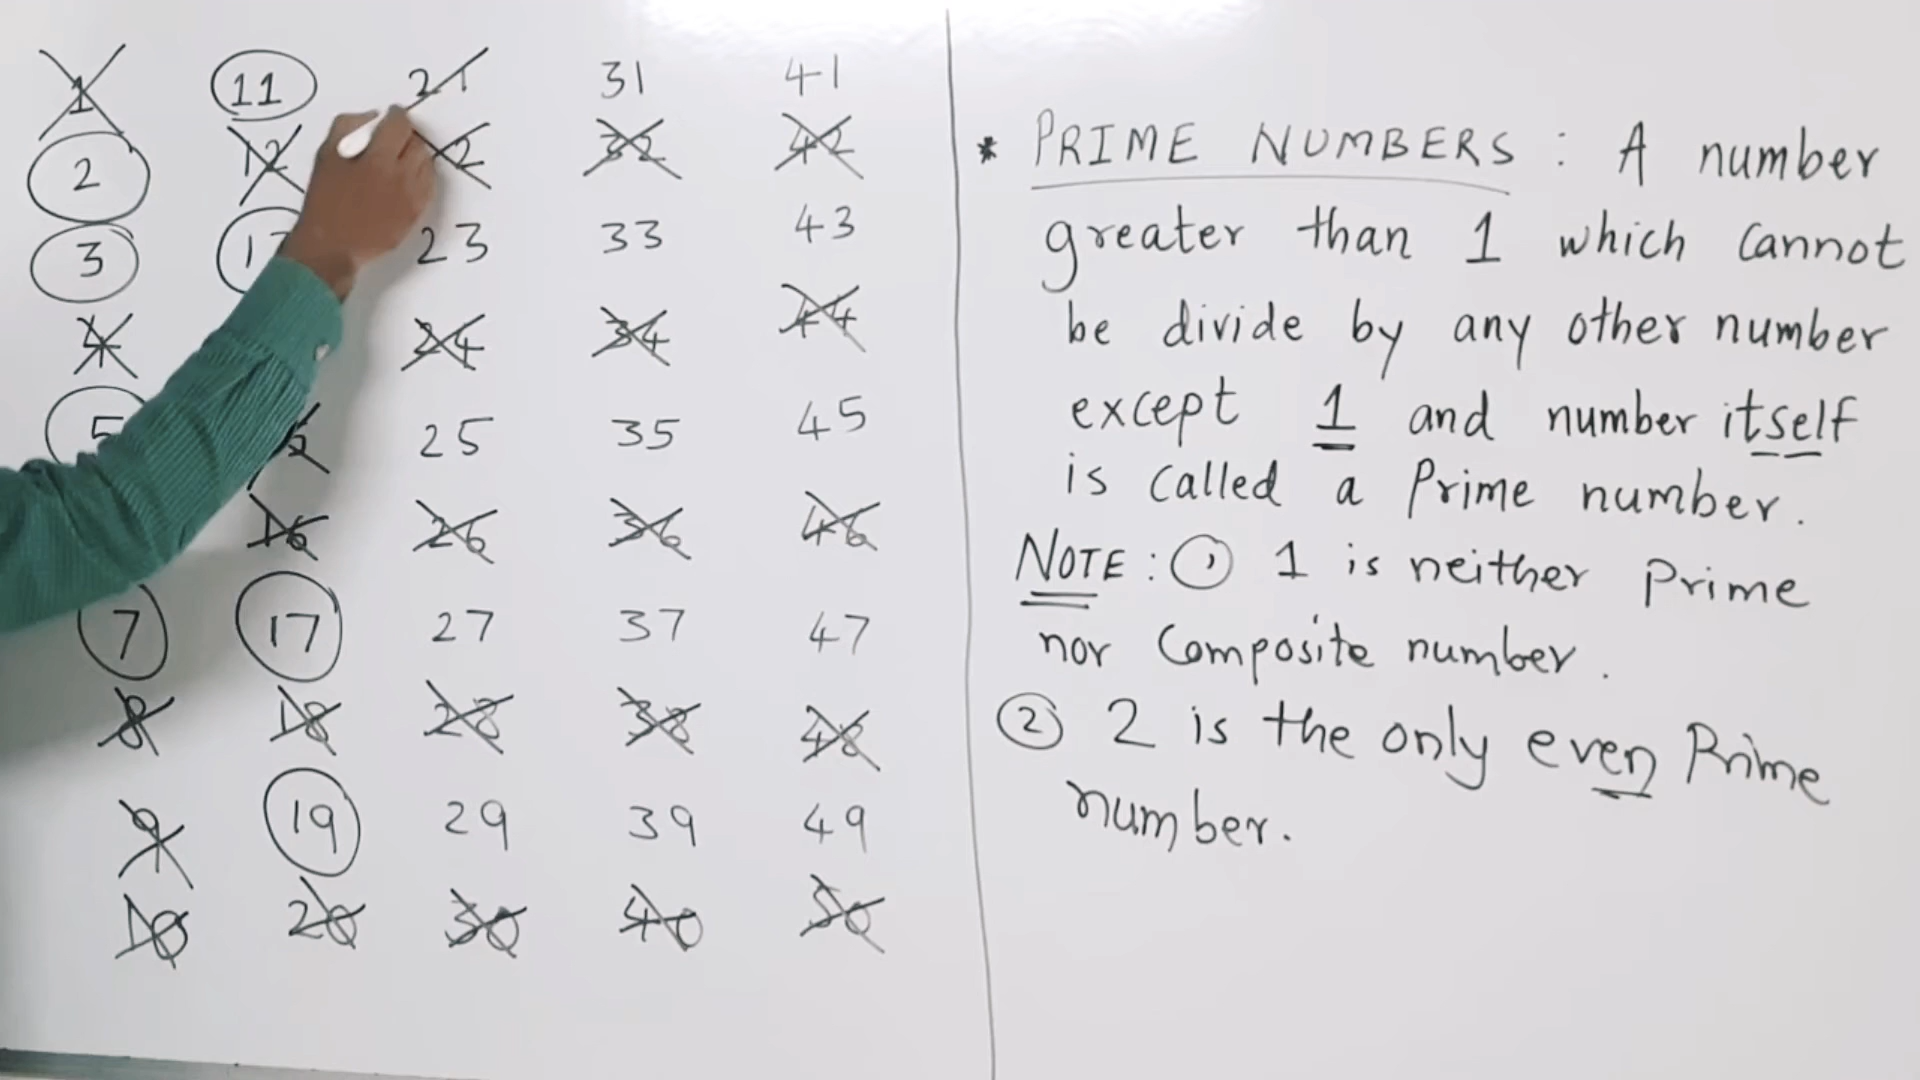 1 11 21 31 41
2 12 32 42
3 23 33 43
4 24 34 44
5 25 35 45
16 26 36 46
7 17 27 37 47
8 18 28 38 48
9 19 29 39 49
10 20 30 40 50
* PRIME NUMBERS : A number
greater than 1 which cannot
be divide by any other number
except 1 and number itself
is called a Prime number.
NOTE : 1 1 is neither Prime
nor Composite number.
2 2 is the only even Prime
number.